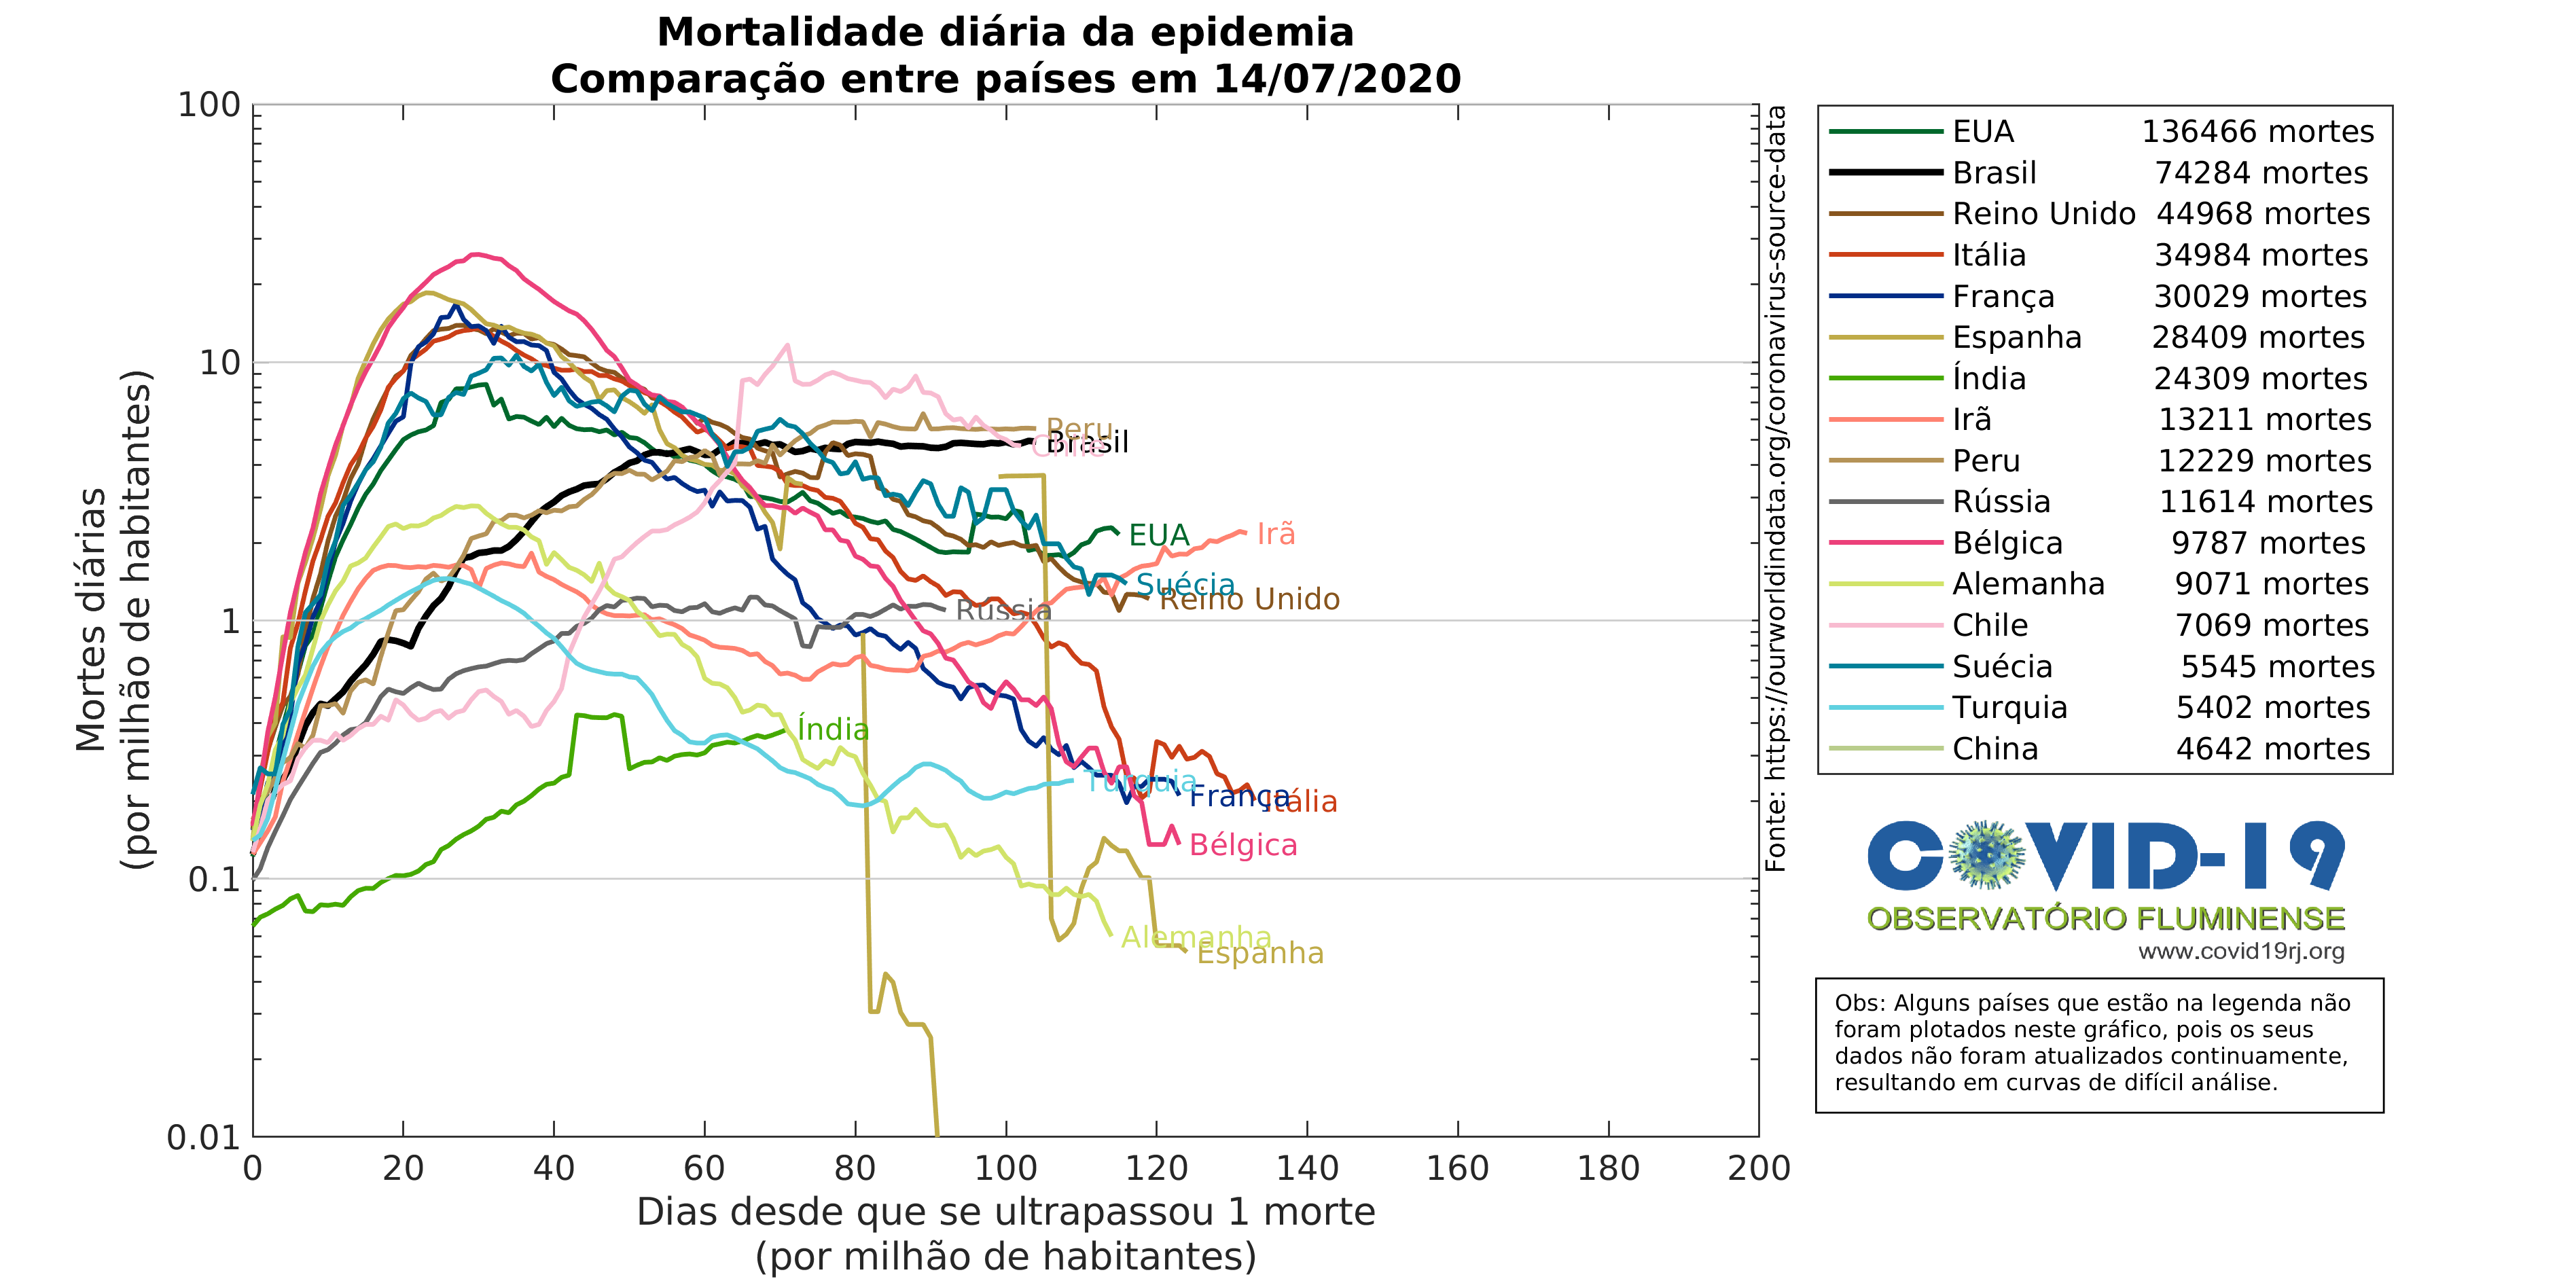 Mortalidade diária da epidemia
Comparação entre países em 14/07/2020
Mortes diárias
(por milhão de habitantes)
100
10
1
0.1
0.01
0 20 40 60 80 100 120 140 160 180 200
Dias desde que se ultrapassou 1 morte
(por milhão de habitantes)
Peru
Brasil
Chile
EUA
Irã
Suécia
Reino Unido
Rússia
Índia
Turquia
França
Itália
Bélgica
Alemanha
Espanha
Fonte: https://ourworldindata.org/coronavirus-source-data
EUA 136466 mortes
Brasil 74284 mortes
Reino Unido 44968 mortes
Itália 34984 mortes
França 30029 mortes
Espanha 28409 mortes
Índia 24309 mortes
Irã 13211 mortes
Peru 12229 mortes
Rússia 11614 mortes
Bélgica 9787 mortes
Alemanha 9071 mortes
Chile 7069 mortes
Suécia 5545 mortes
Turquia 5402 mortes
China 4642 mortes
COVID-19
OBSERVATÓRIO FLUMINENSE
www.covid19rj.org
Obs: Alguns países que estão na legenda não
foram plotados neste gráfico, pois os seus
dados não foram atualizados continuamente,
resultando em curvas de difícil análise.